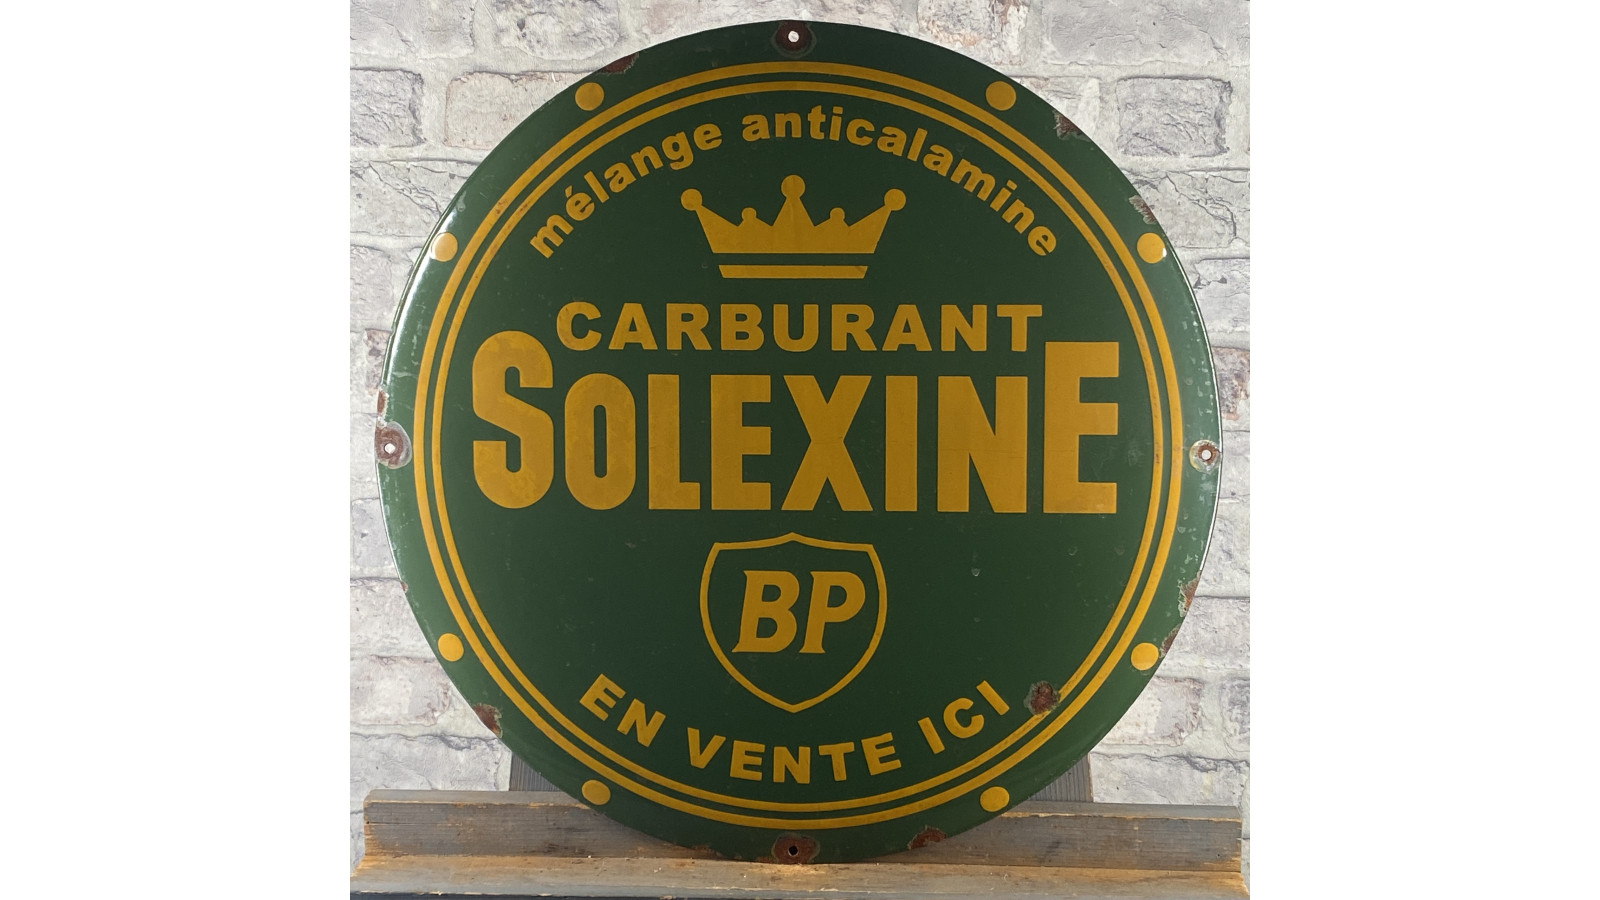 mélange anticalamine
CARBURANT
SOLEXINE
BP
EN VENTE ICI